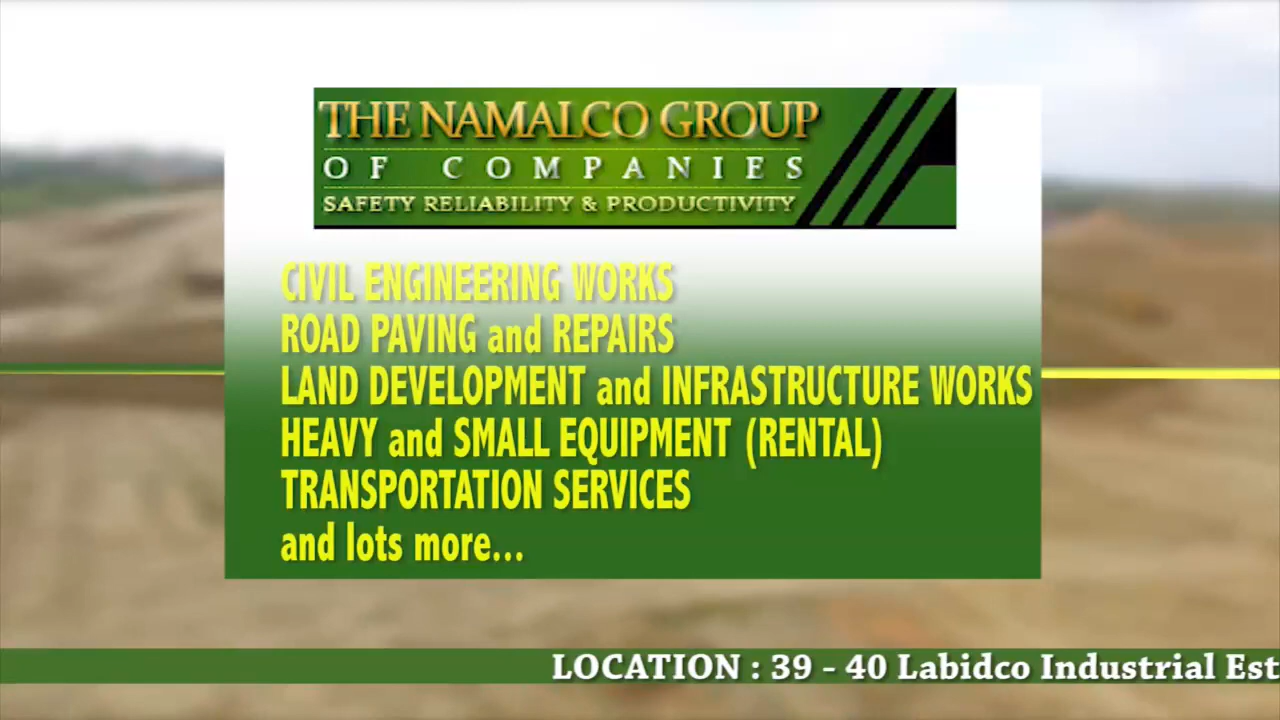 THE NAMALCO GROUP
OF COMPANIES
SAFETY RELIABILITY & PRODUCTIVITY
CIVIL ENGINEERING WORKS
ROAD PAVING and REPAIRS
LAND DEVELOPMENT and INFRASTRUCTURE WORKS
HEAVY and SMALL EQUIPMENT (RENTAL)
TRANSPORTATION SERVICES
and lots more...
LOCATION : 39 - 40 Labidco Industrial Est